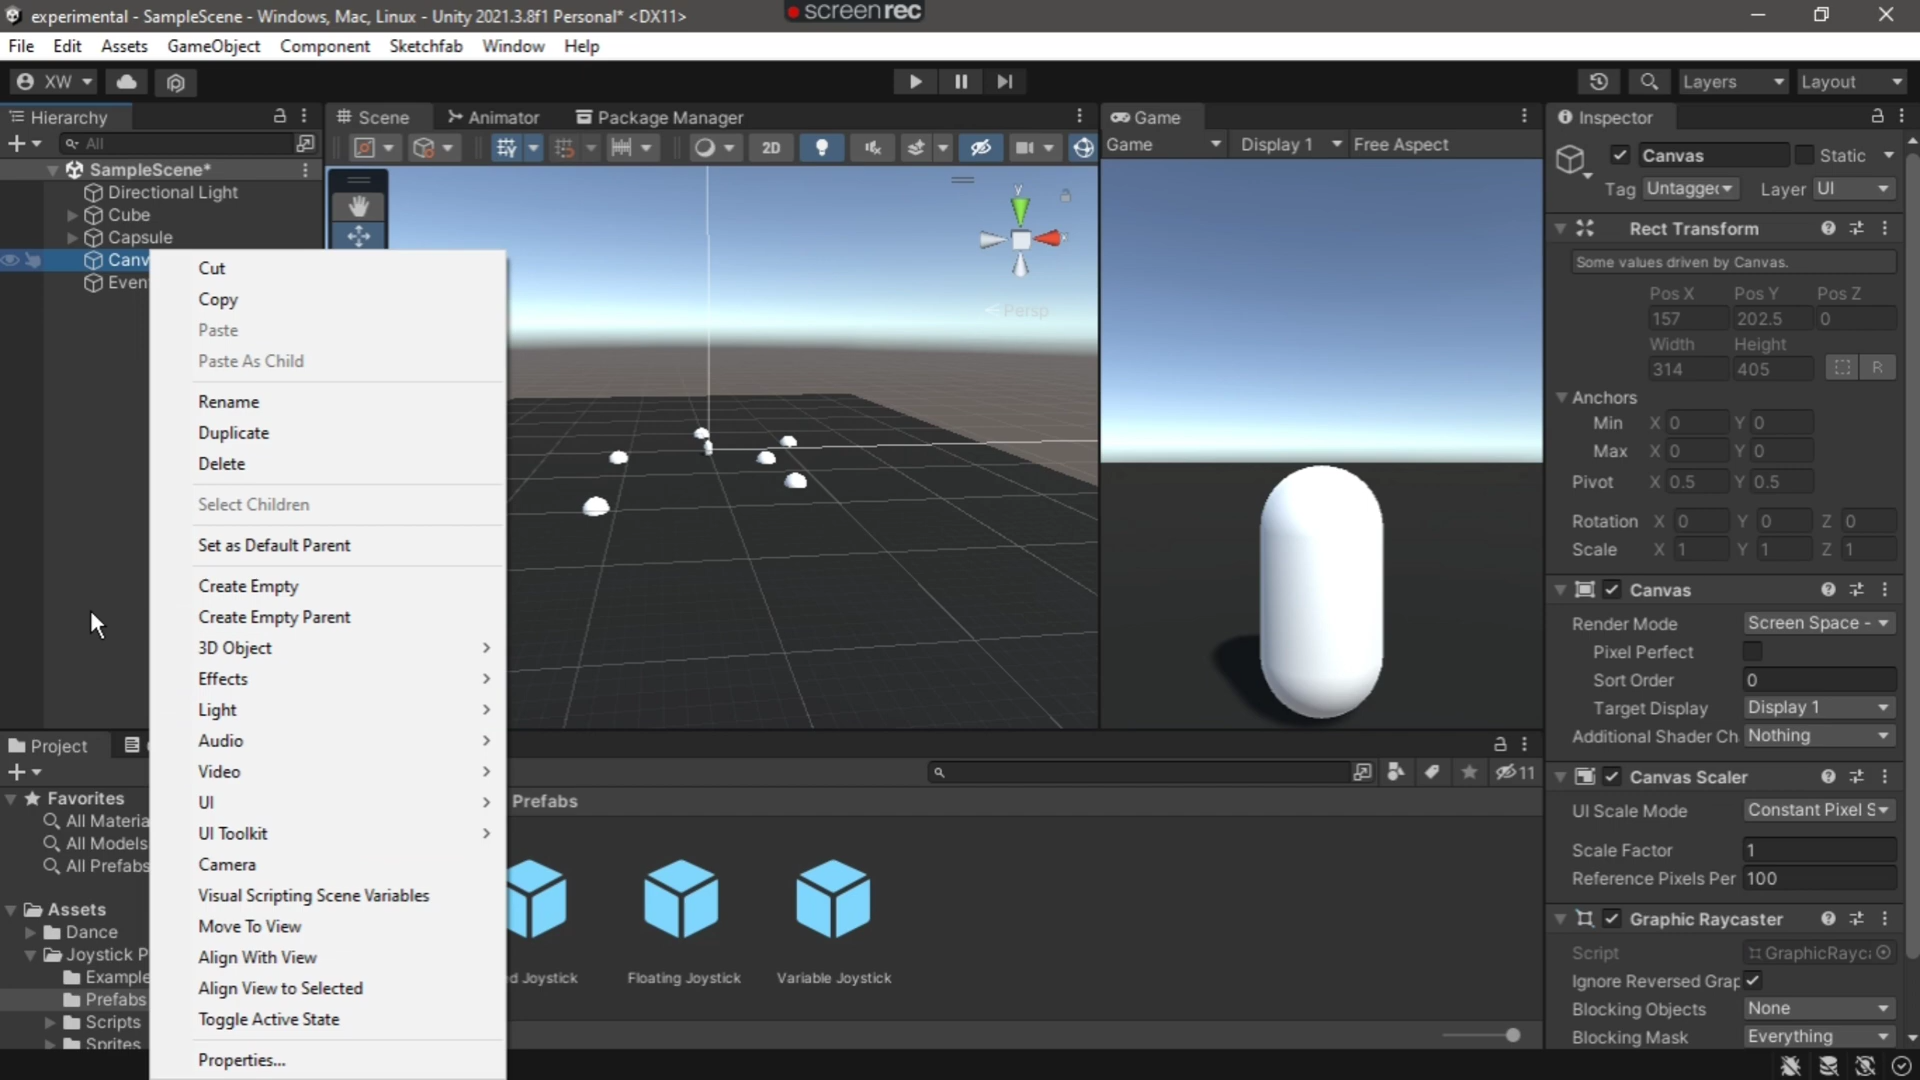 experimental - SampleScene - Windows, Mac, Linux - Unity 2021.3.8f1 Personal* <DX11>
screenrec
File Edit Assets GameObject Component Sketchfab Window Help
XW Layers Layout
Hierarchy Scene Animator Package Manager Game Inspector
All 2D Game Display 1 Free Aspect
Canvas Static
SampleScene*
Tag Untagged Layer UI
Directional Light
Cube
Capsule
Canv
Even
y
Persp
Cut
Copy
Paste
Paste As Child
Rename
Duplicate
Delete
Select Children
Set as Default Parent
Create Empty
Create Empty Parent
3D Object
Effects
Light
Audio
Video
UI
UI Toolkit
Camera
Visual Scripting Scene Variables
Move To View
Align With View
Align View to Selected
Toggle Active State
Properties...
Rect Transform
Some values driven by Canvas.
Pos X Pos Y Pos Z
157 202.5 0
Width Height
314 405 R
Anchors
Min X 0 Y 0
Max X 0 Y 0
Pivot X 0.5 Y 0.5
Rotation X 0 Y 0 Z 0
Scale X 1 Y 1 Z 1
Canvas
Render Mode Screen Space -
Pixel Perfect
Sort Order 0
Target Display Display 1
Additional Shader Ch Nothing
Canvas Scaler
UI Scale Mode Constant Pixel S
Scale Factor 1
Reference Pixels Per 100
Graphic Raycaster
Script GraphicRayca
Ignore Reversed Grap
Blocking Objects None
Blocking Mask Everything
Project
11
Favorites
All Materia
All Models
All Prefabs
Assets
Dance
Joystick P
Example
Prefabs
Scripts
Sprites
Prefabs
d Joystick Floating Joystick Variable Joystick